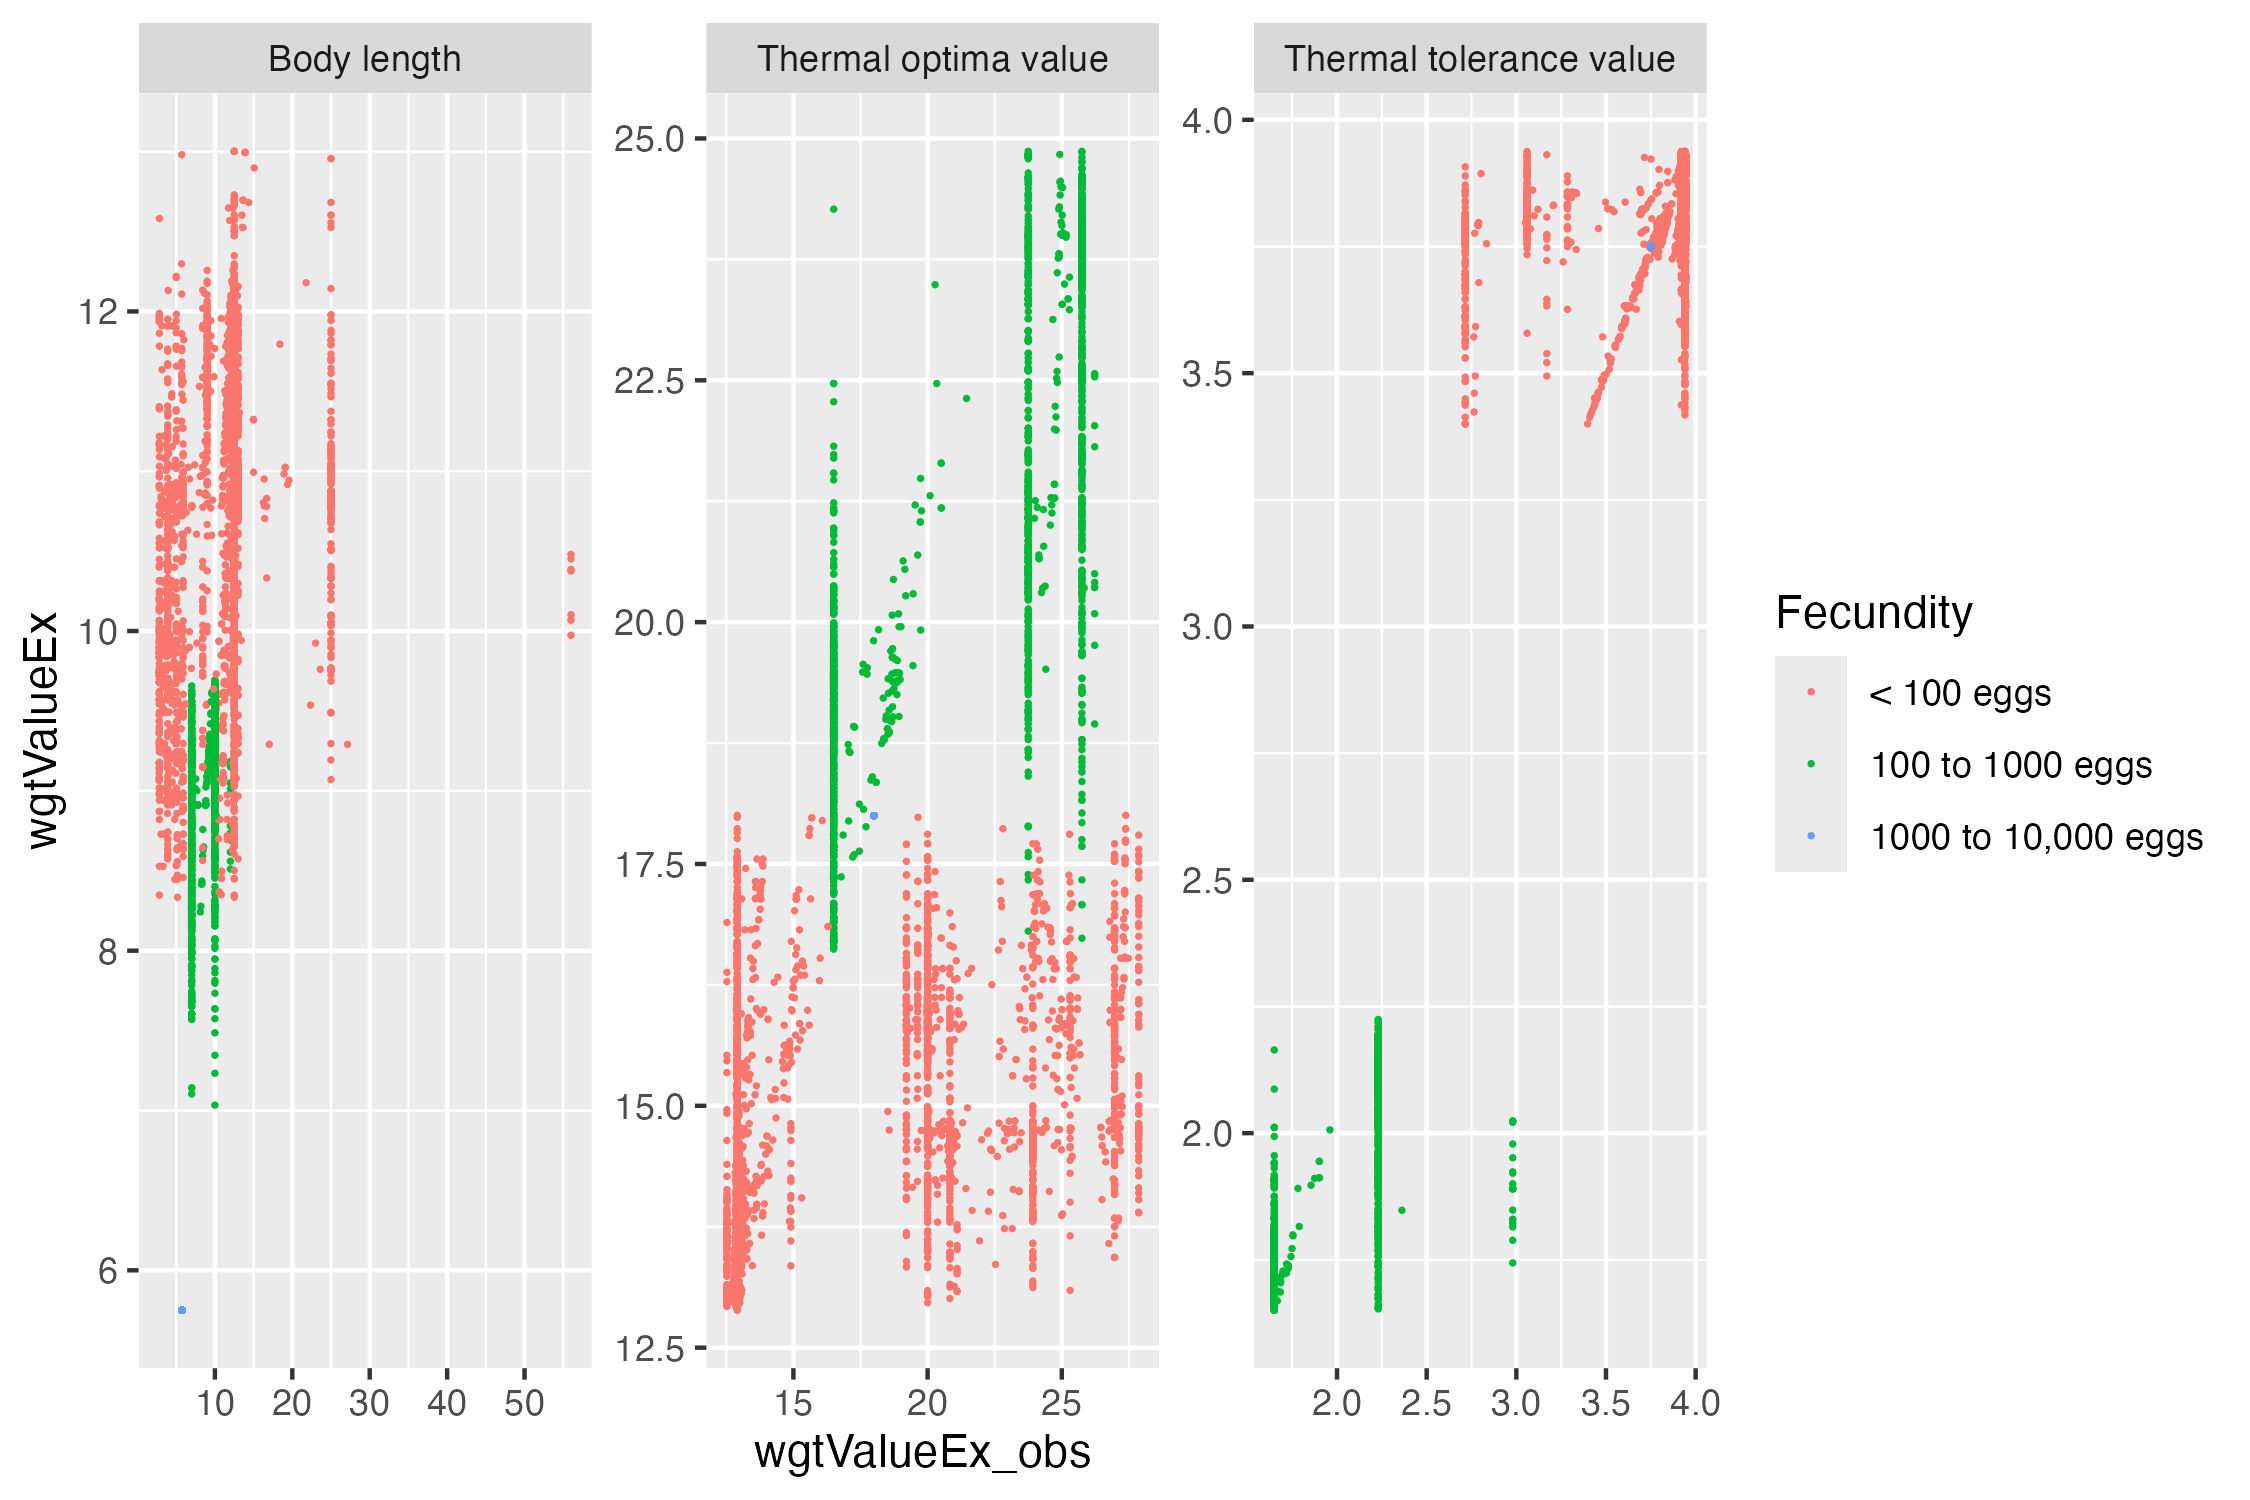 Body length
Thermal optima value
Thermal tolerance value
wgtValueEx
12
10
8
6
25.0
22.5
20.0
17.5
15.0
12.5
4.0
3.5
3.0
2.5
2.0
10 20 30 40 50
15 20 25
2.0 2.5 3.0 3.5 4.0
wgtValueEx_obs
Fecundity
< 100 eggs
100 to 1000 eggs
1000 to 10,000 eggs